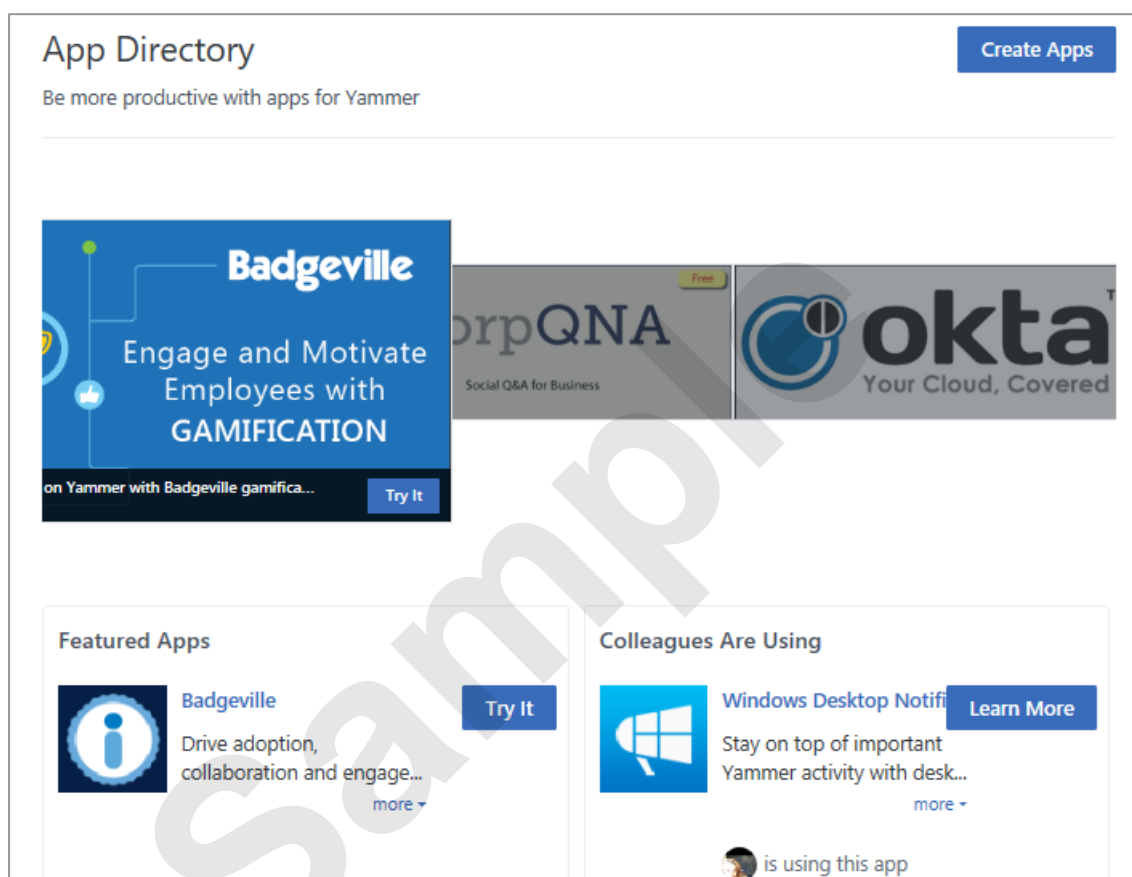 App Directory
Create Apps
Be more productive with apps for Yammer
Badgeville
Engage and Motivate
Employees with
GAMIFICATION
on Yammer with Badgeville gamifica...
Try It
Free
orpQNA
Social Q&A for Business
okta
TM
Your Cloud, Covered
Featured Apps
Badgeville
Try It
Drive adoption,
collaboration and engage...
more
Colleagues Are Using
Windows Desktop Notifi
Learn More
Stay on top of important
Yammer activity with desk...
more
is using this app
Sample